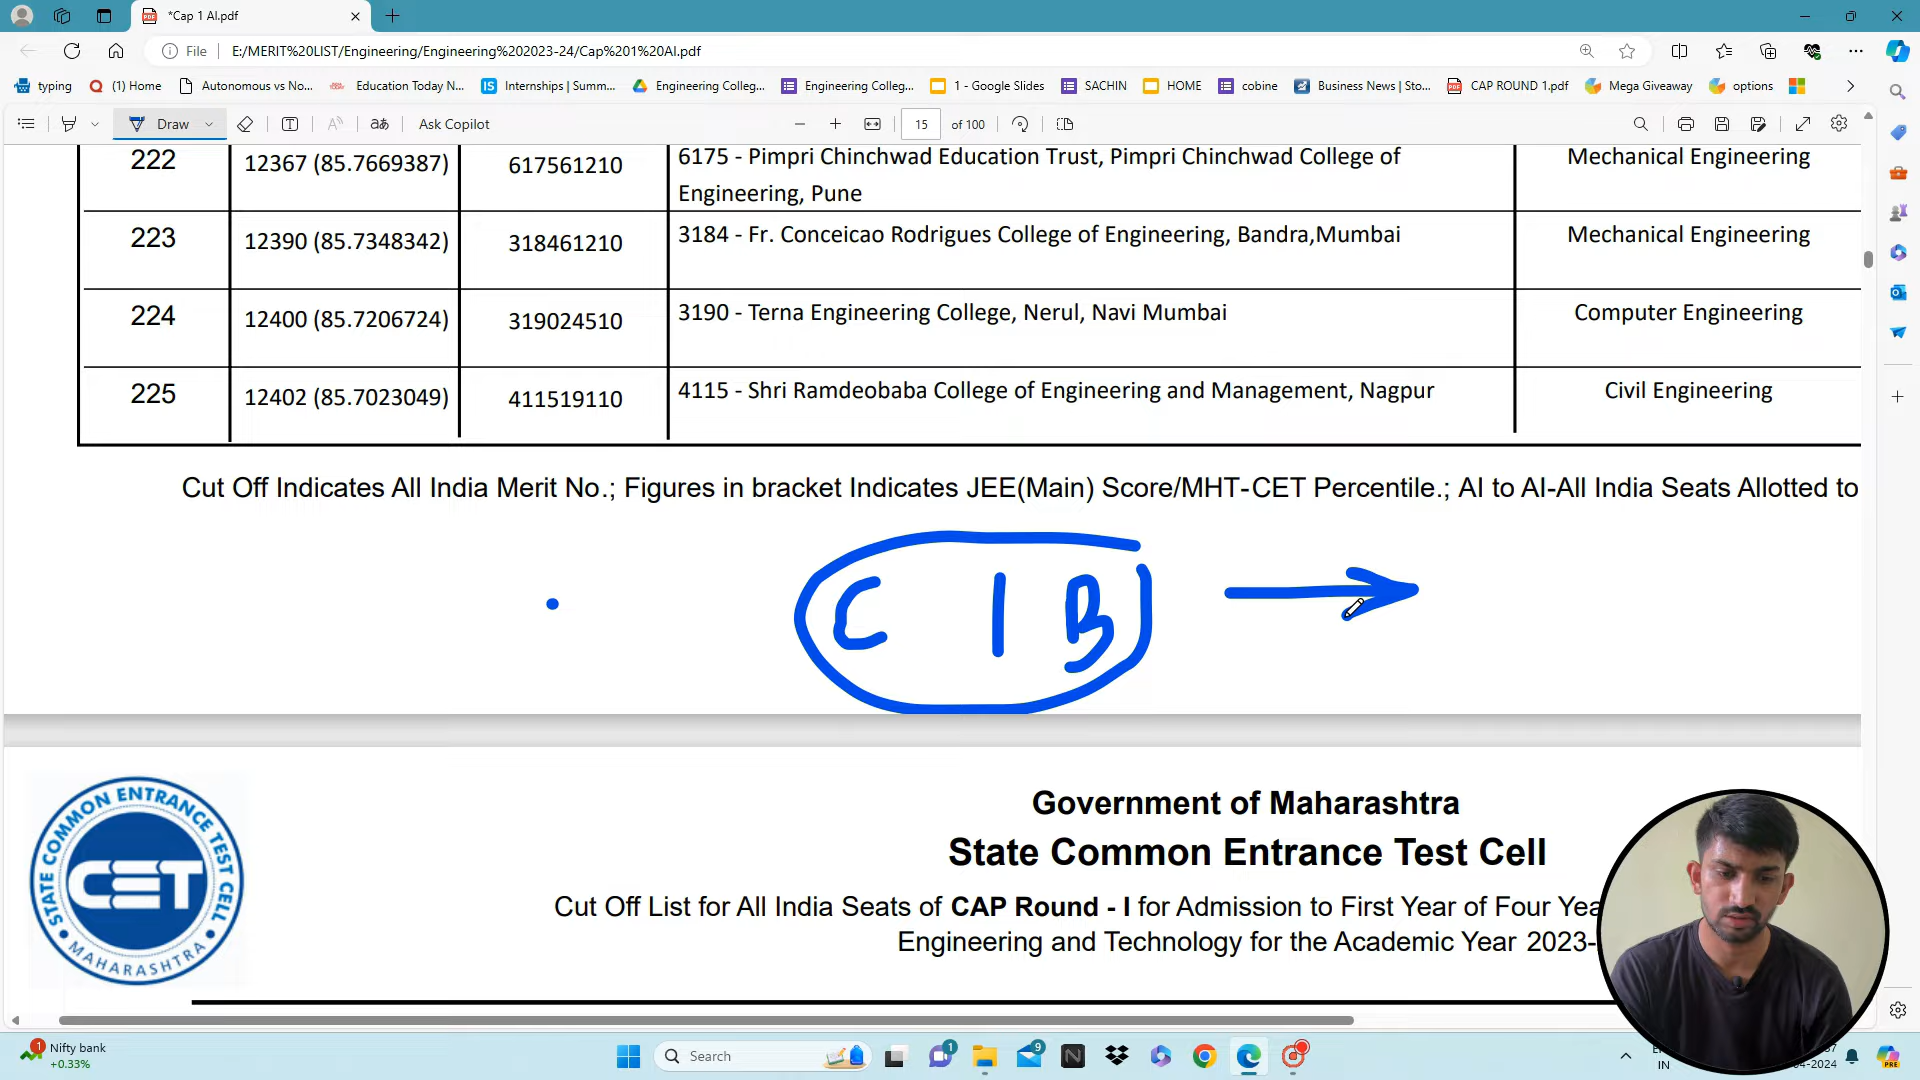 *Cap 1 AI.pdf
File
E:/MERIT%20LIST/Engineering/Engineering%202023-24/Cap%201%20AI.pdf
typing
(1) Home
Autonomous vs No...
Education Today N...
Internships | Summ...
Engineering Colleg...
Engineering Colleg...
1 - Google Slides
SACHIN
HOME
cobine
Business News | Sto...
CAP ROUND 1.pdf
Mega Giveaway
options
Draw
Ask Copilot
15 of 100
222 12367 (85.7669387) 617561210 6175 - Pimpri Chinchwad Education Trust, Pimpri Chinchwad College of Mechanical Engineering
Engineering, Pune
223 12390 (85.7348342) 318461210 3184 - Fr. Conceicao Rodrigues College of Engineering, Bandra,Mumbai Mechanical Engineering
224 12400 (85.7206724) 319024510 3190 - Terna Engineering College, Nerul, Navi Mumbai Computer Engineering
225 12402 (85.7023049) 411519110 4115 - Shri Ramdeobaba College of Engineering and Management, Nagpur Civil Engineering
Cut Off Indicates All India Merit No.; Figures in bracket Indicates JEE(Main) Score/MHT-CET Percentile.; AI to AI-All India Seats Allotted to
C | B
STATE COMMON ENTRANCE TEST CELL
CET
MAHARASHTRA
Government of Maharashtra
State Common Entrance Test Cell
Cut Off List for All India Seats of CAP Round - I for Admission to First Year of Four Yea
Engineering and Technology for the Academic Year 2023-
1
Nifty bank
+0.33%
Search
1
9
IN
-2024
PRE